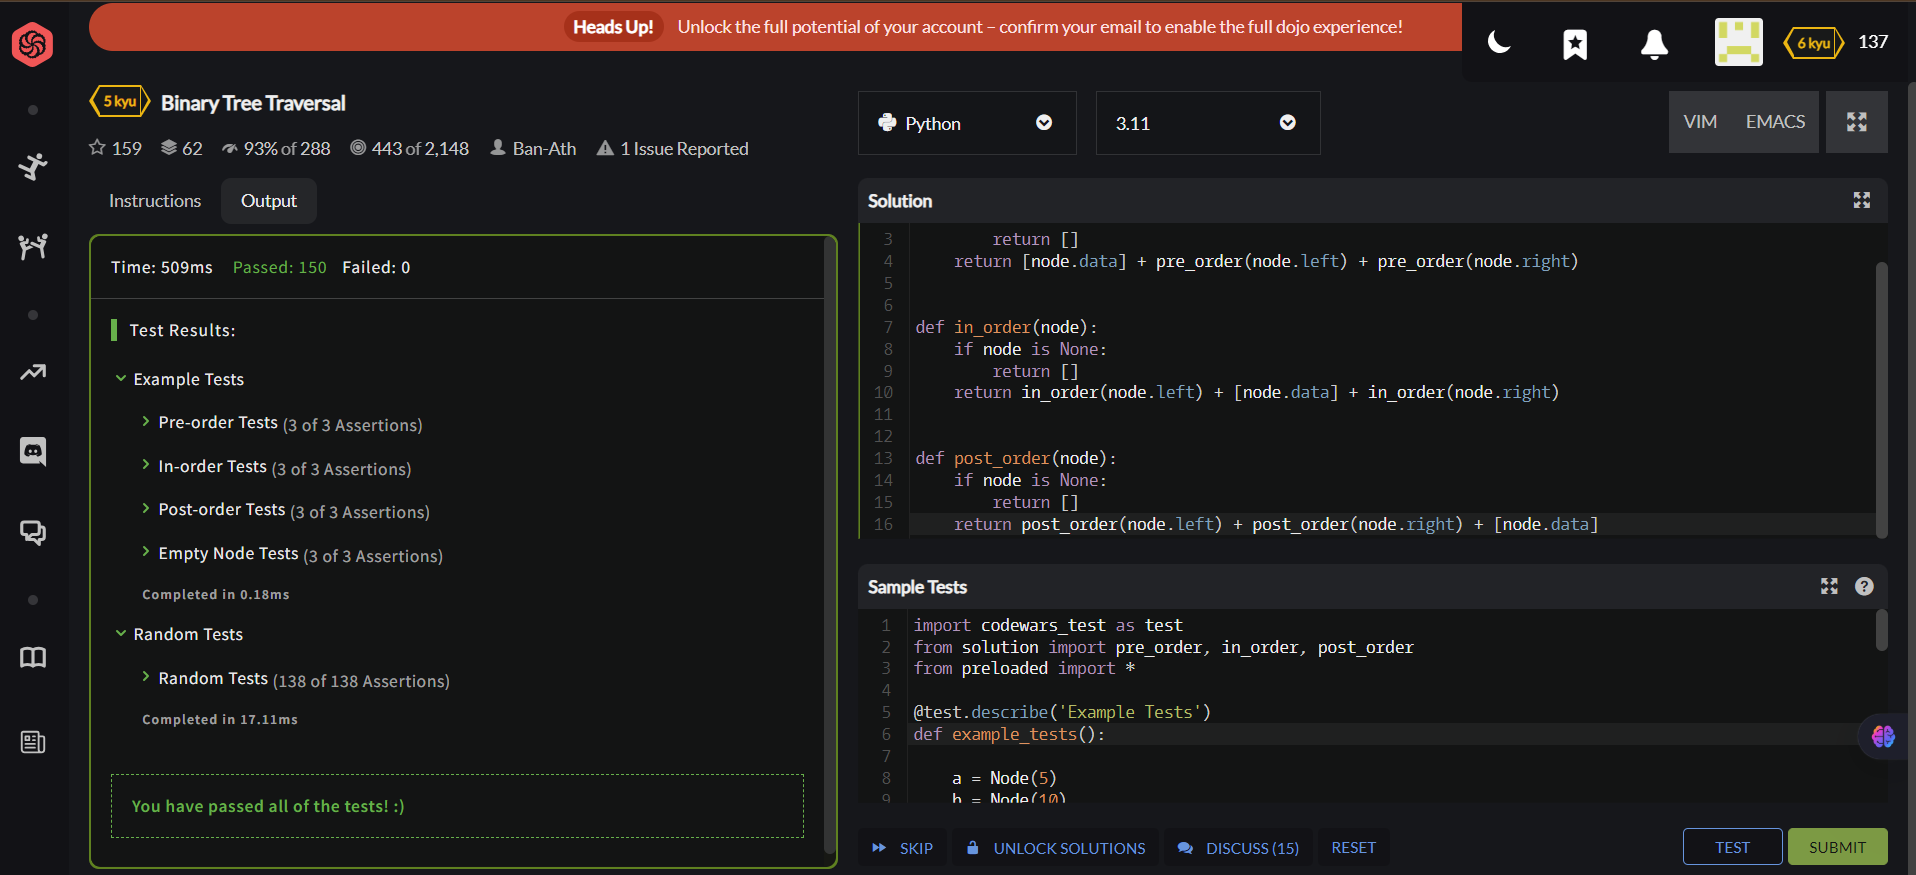 Heads Up! Unlock the full potential of your account – confirm your email to enable the full dojo experience!
6 kyu 137
5 kyu Binary Tree Traversal
159 62 93% of 288 443 of 2,148 Ban-Ath 1 Issue Reported
Instructions Output
Time: 509ms Passed: 150 Failed: 0
Test Results:
Example Tests
Pre-order Tests (3 of 3 Assertions)
In-order Tests (3 of 3 Assertions)
Post-order Tests (3 of 3 Assertions)
Empty Node Tests (3 of 3 Assertions)
Completed in 0.18ms
Random Tests
Random Tests (138 of 138 Assertions)
Completed in 17.11ms
You have passed all of the tests! :)
Python 3.11 VIM EMACS
Solution
3         return []
4     return [node.data] + pre_order(node.left) + pre_order(node.right)
5
6
7 def in_order(node):
8     if node is None:
9         return []
10     return in_order(node.left) + [node.data] + in_order(node.right)
11
12
13 def post_order(node):
14     if node is None:
15         return []
16     return post_order(node.left) + post_order(node.right) + [node.data]
Sample Tests
1 import codewars_test as test
2 from solution import pre_order, in_order, post_order
3 from preloaded import *
4
5 @test.describe('Example Tests')
6 def example_tests():
7
8     a = Node(5)
9     b = Node(10)
SKIP UNLOCK SOLUTIONS DISCUSS (15) RESET TEST SUBMIT